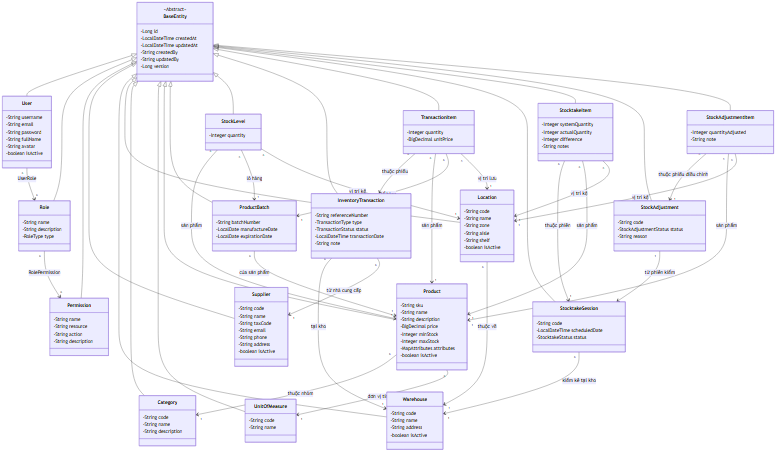 «Abstract»
BaseEntity
-Long id
-LocalDateTime createdAt
-LocalDateTime updatedAt
-String createdBy
-String updatedBy
-Long version
User
-String username
-String email
-String password
-String fullName
-String avatar
-boolean isActive
StockLevel
-Integer quantity
TransactionItem
-Integer quantity
-BigDecimal unitPrice
StocktakeItem
-Integer systemQuantity
-Integer actualQuantity
-Integer difference
-String notes
StockAdjustmentItem
-Integer quantityAdjusted
-String note
UserRole
lô hàng
thuộc phiếu
vị trí lưu
thuộc phiếu điều chỉnh
vị trí kệ
vị trí kệ
vị trí kệ
Role
-String name
-String description
-RoleType type
ProductBatch
-String batchNumber
-LocalDate manufactureDate
-LocalDate expirationDate
InventoryTransaction
-String referenceNumber
-TransactionType type
-TransactionStatus status
-LocalDateTime transactionDate
-String note
Location
-String code
-String name
-String zone
-String aisle
-String shelf
-boolean isActive
StockAdjustment
-String code
-StockAdjustmentStatus status
-String reason
sản phẩm
sản phẩm
thuộc phiên
sản phẩm
sản phẩm
RolePermission
của sản phẩm
từ nhà cung cấp
từ phiên kiểm
Permission
-String name
-String resource
-String action
-String description
Supplier
-String code
-String name
-String taxCode
-String email
-String phone
-String address
-boolean isActive
Product
-String sku
-String name
-String description
-BigDecimal price
-Integer minStock
-Integer maxStock
-MapAttributes attributes
-boolean isActive
StocktakeSession
-String code
-LocalDateTime scheduledDate
-StocktakeStatus status
tại kho
thuộc về
thuộc nhóm
đơn vị tí
kiểm kê tại kho
Category
-String code
-String name
-String description
UnitOfMeasure
-String code
-String name
Warehouse
-String code
-String name
-String address
-boolean isActive